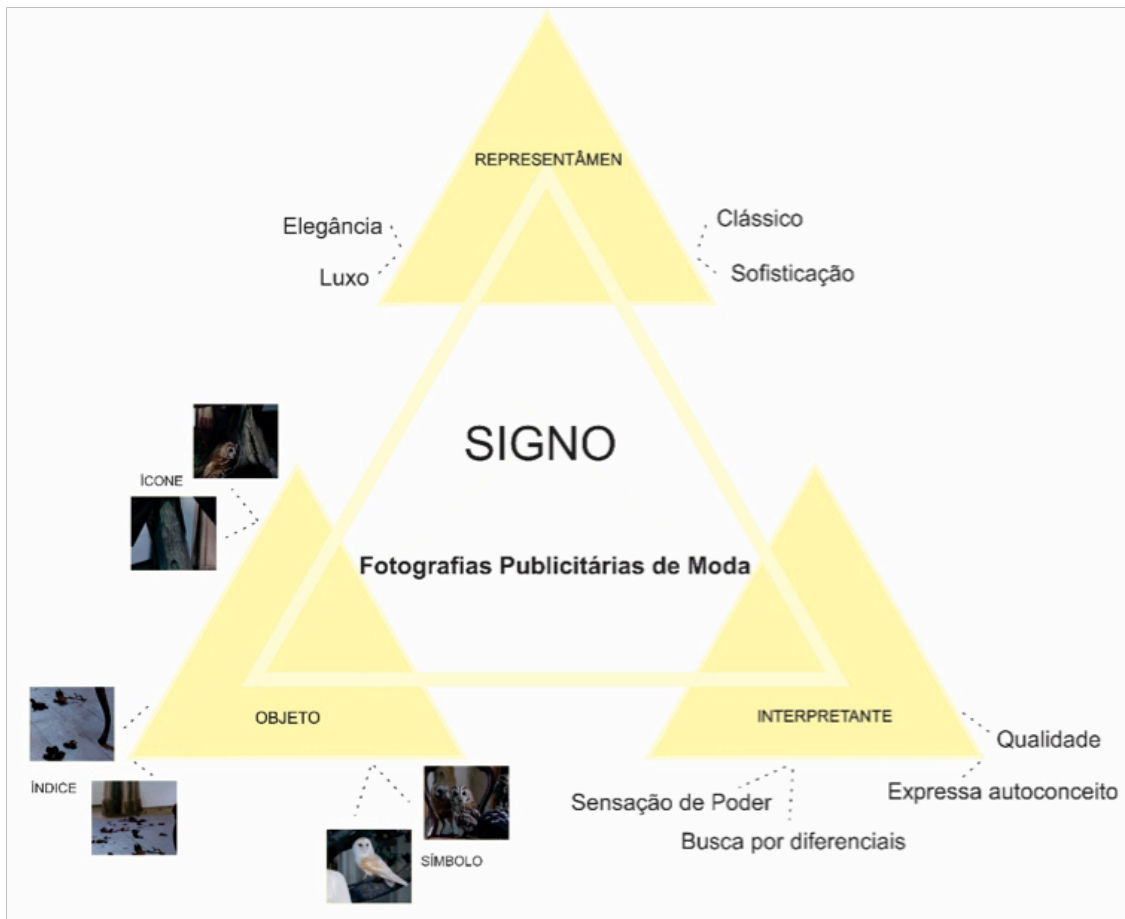 REPRESENTÂMEN
Elegância
Clássico
Luxo
Sofisticação
SIGNO
ÍCONE
Fotografias Publicitárias de Moda
OBJETO
INTERPRETANTE
Qualidade
ÍNDICE
Sensação de Poder
Expressa autoconceito
Busca por diferenciais
SÍMBOLO